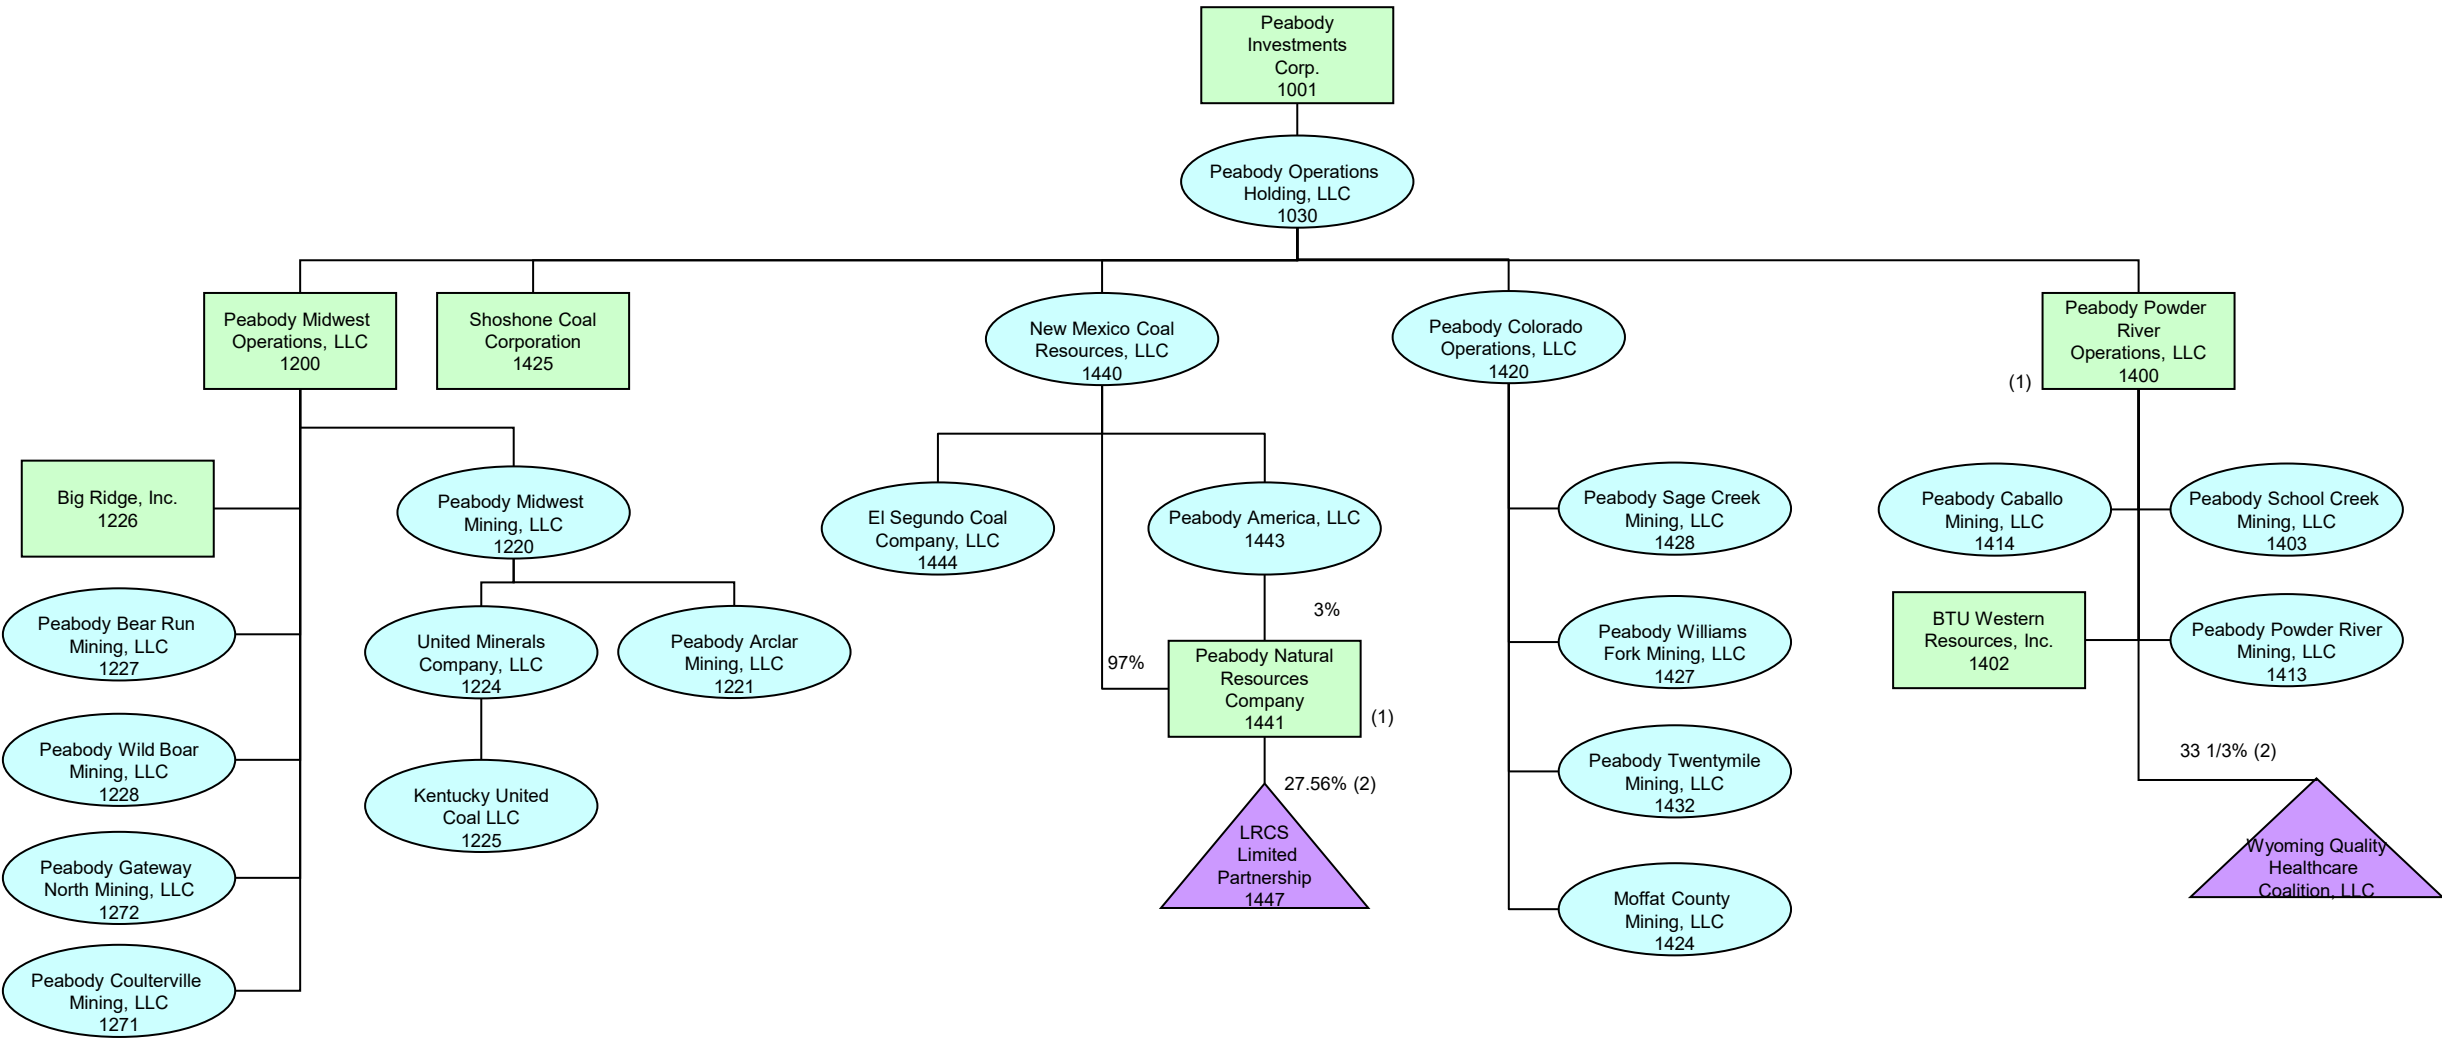 Peabody
Investments
Corp.
1001
Peabody Operations
Holding, LLC
1030
Peabody Midwest
Operations, LLC
1200
Shoshone Coal
Corporation
1425
New Mexico Coal
Resources, LLC
1440
Peabody Colorado
Operations, LLC
1420
Peabody Powder
River
Operations, LLC
1400
(1)
Big Ridge, Inc.
1226
Peabody Midwest
Mining, LLC
1220
El Segundo Coal
Company, LLC
1444
Peabody America, LLC
1443
Peabody Sage Creek
Mining, LLC
1428
Peabody Caballo
Mining, LLC
1414
Peabody School Creek
Mining, LLC
1403
Peabody Bear Run
Mining, LLC
1227
United Minerals
Company, LLC
1224
Peabody Arclar
Mining, LLC
1221
3%
97%
Peabody Natural
Resources
Company
1441
(1)
Peabody Williams
Fork Mining, LLC
1427
BTU Western
Resources, Inc.
1402
Peabody Powder River
Mining, LLC
1413
Peabody Wild Boar
Mining, LLC
1228
Kentucky United
Coal LLC
1225
27.56% (2)
LRCS
Limited
Partnership
1447
Peabody Twentymile
Mining, LLC
1432
33 1/3% (2)
Wyoming Quality
Healthcare
Coalition, LLC
Peabody Gateway
North Mining, LLC
1272
Moffat County
Mining, LLC
1424
Peabody Coulterville
Mining, LLC
1271